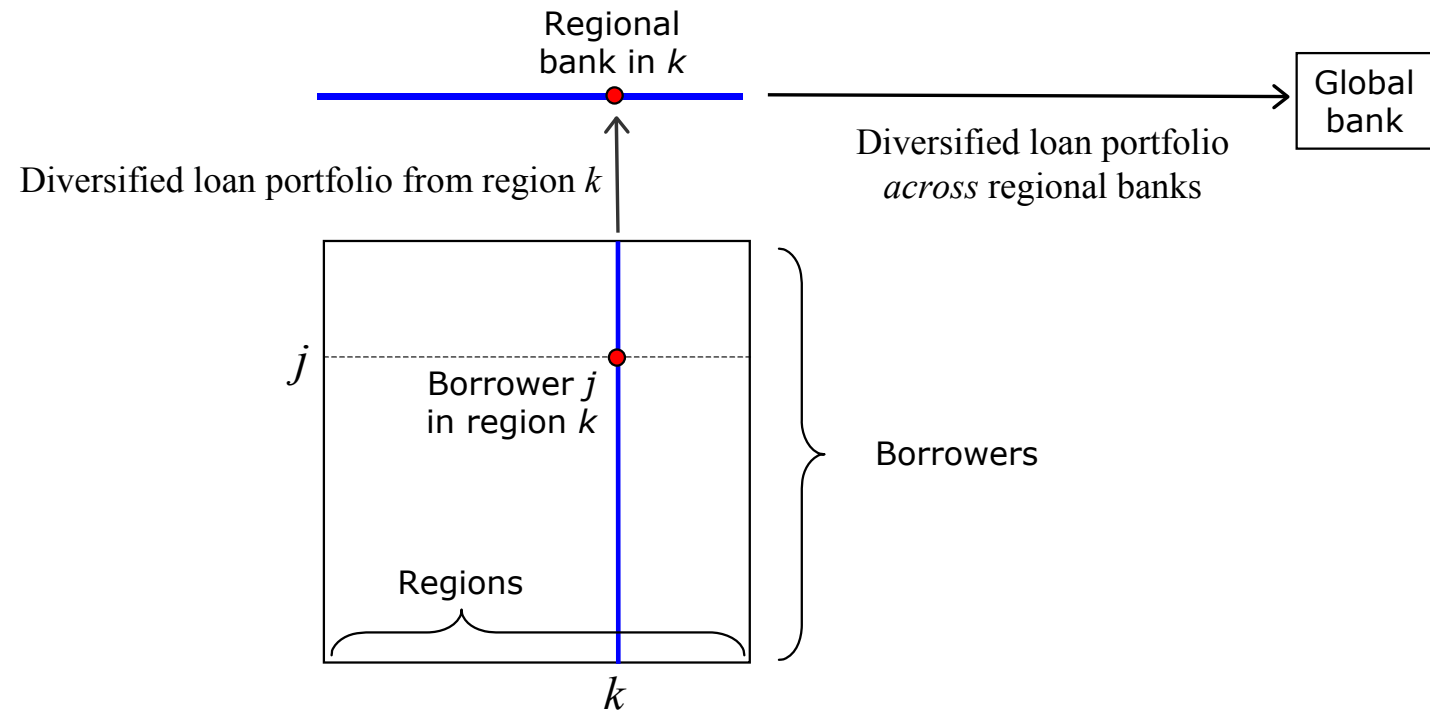 Regional
bank in k
Global
bank
Diversified loan portfolio from region k
Diversified loan portfolio
across regional banks
j
Borrower j
in region k
Borrowers
Regions
k